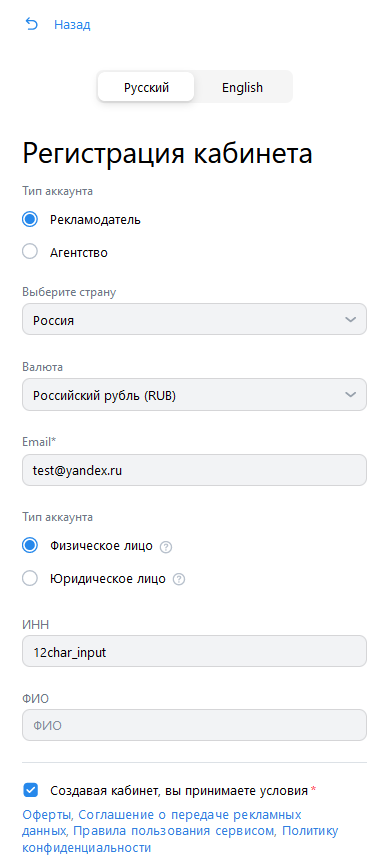 Назад
Русский English
Регистрация кабинета
Тип аккаунта
Рекламодатель
Агентство
Выберите страну
Россия
Валюта
Российский рубль (RUB)
Email*
test@yandex.ru
Тип аккаунта
Физическое лицо ?
Юридическое лицо ?
ИНН
12char_input
ФИО
ФИО
Создавая кабинет, вы принимаете условия *
Оферты, Соглашение о передаче рекламных
данных, Правила пользования сервисом, Политику
конфиденциальности